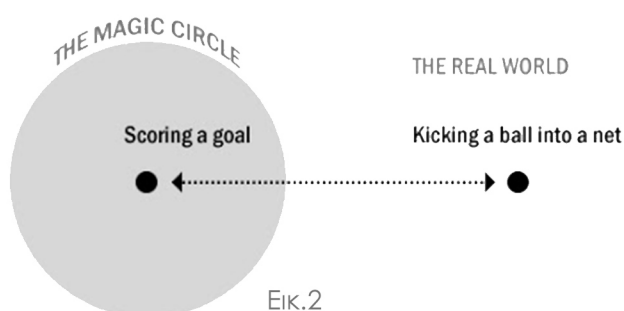 THE MAGIC CIRCLE
THE REAL WORLD
Scoring a goal
Kicking a ball into a net
Εικ.2